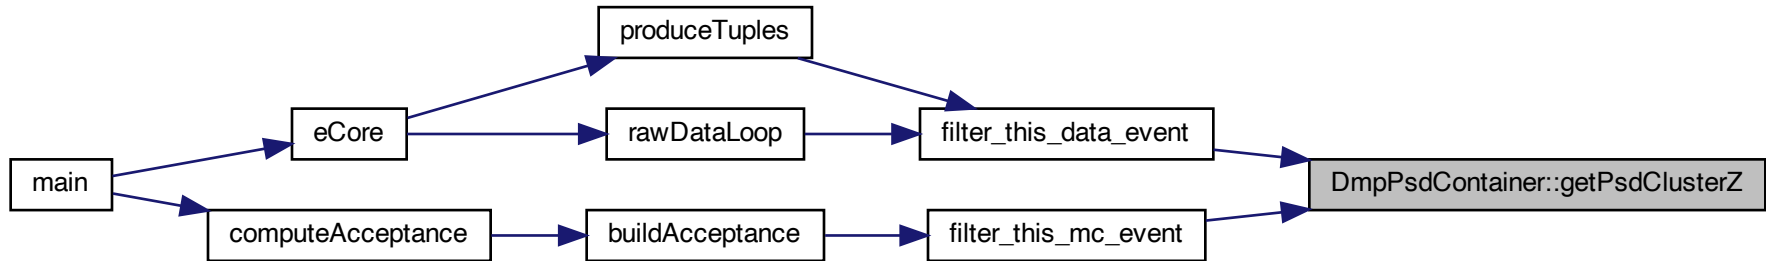 produceTuples
eCore
rawDataLoop
filter_this_data_event
main
DmpPsdContainer::getPsdClusterZ
computeAcceptance
buildAcceptance
filter_this_mc_event